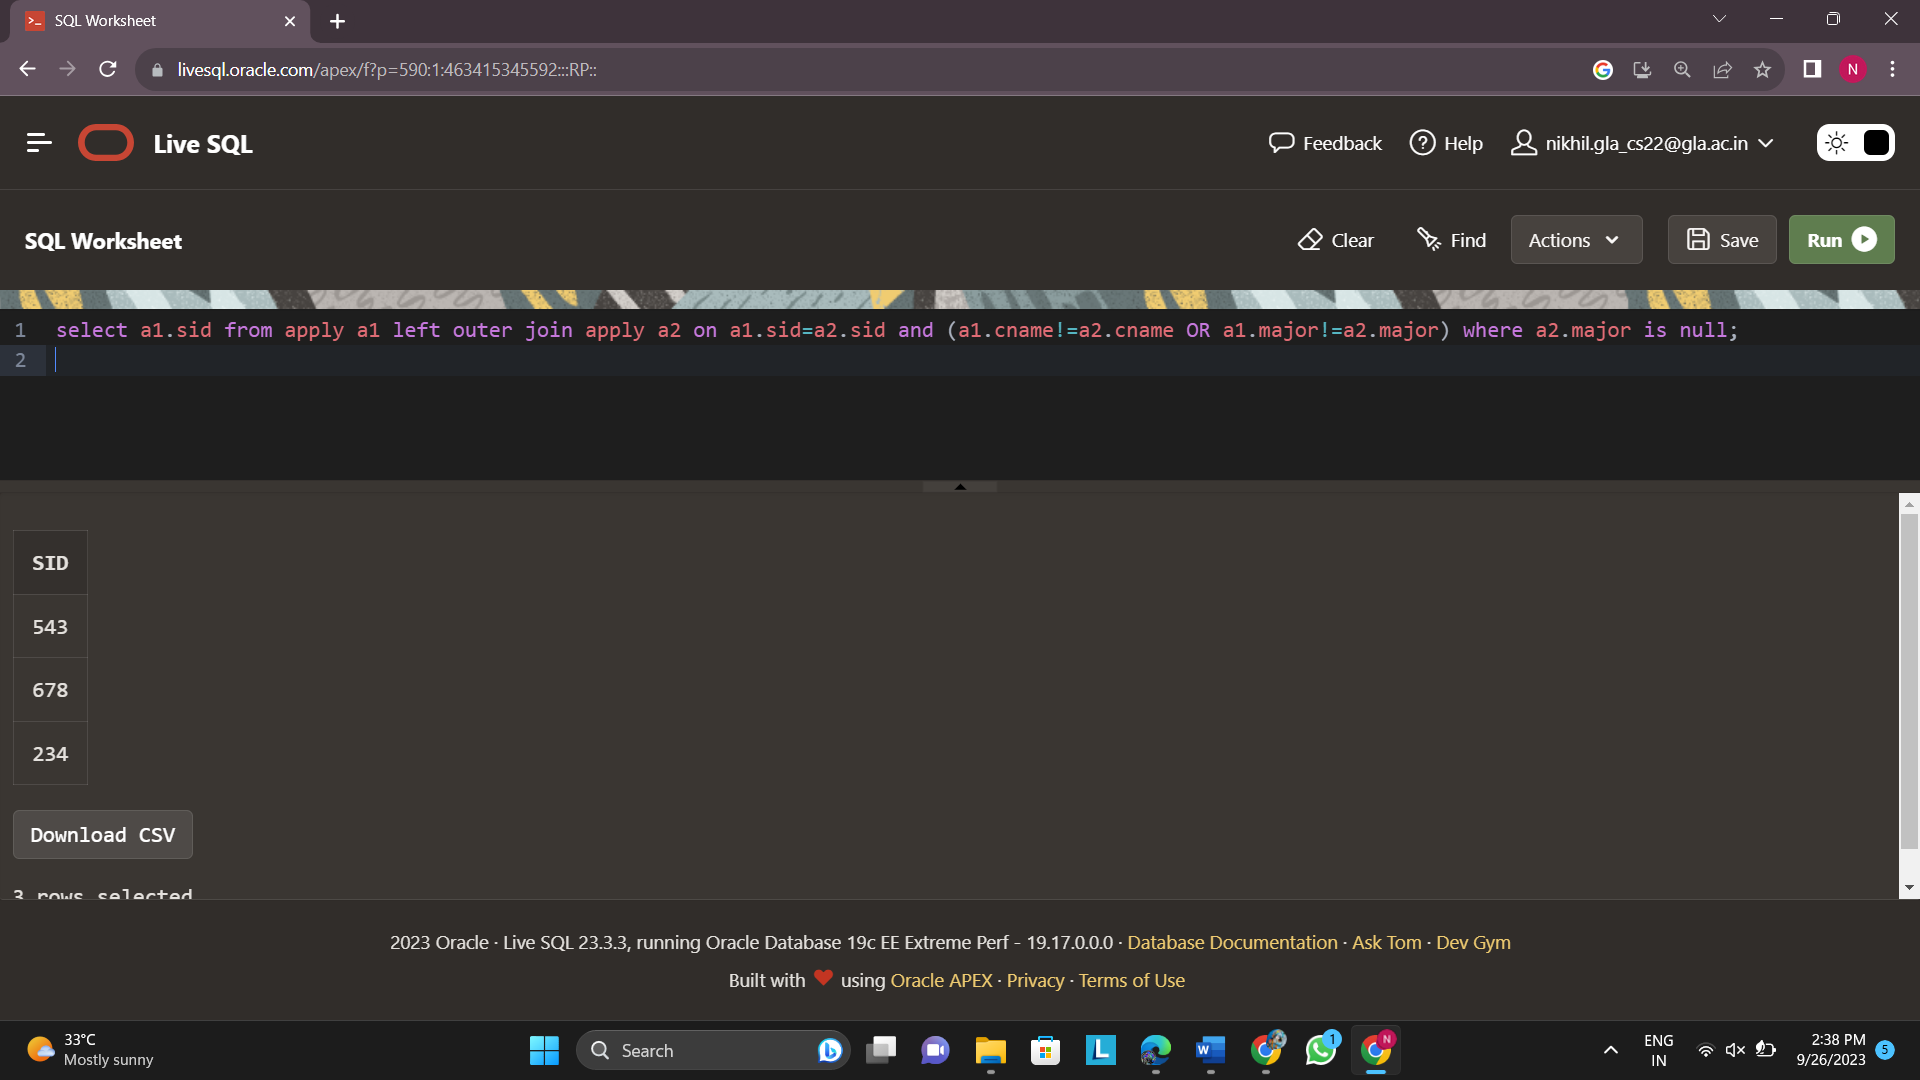 SQL Worksheet
livesql.oracle.com/apex/f?p=590:1:463415345592:::RP::
N
Live SQL
Feedback
Help
nikhil.gla_cs22@gla.ac.in
SQL Worksheet
Clear
Find
Actions
Save
Run
1 select a1.sid from apply a1 left outer join apply a2 on a1.sid=a2.sid and (a1.cname!=a2.cname OR a1.major!=a2.major) where a2.major is null;
2
SID
543
678
234
Download CSV
3 rows selected
2023 Oracle · Live SQL 23.3.3, running Oracle Database 19c EE Extreme Perf - 19.17.0.0.0 · Database Documentation · Ask Tom · Dev Gym
Built with ❤ using Oracle APEX · Privacy · Terms of Use
33°C
Mostly sunny
Search
L
W
1
N
ENG
IN
2:38 PM
9/26/2023
5